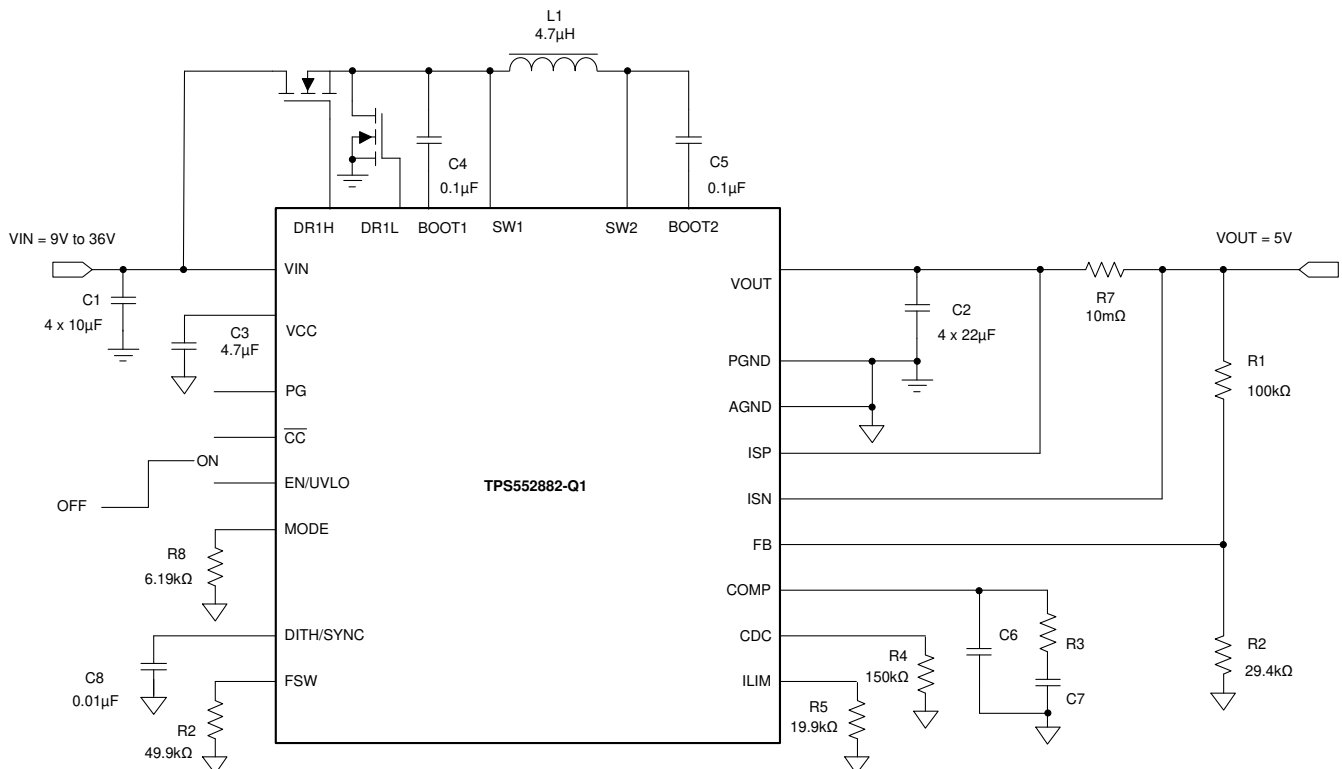 L1
4.7µH
C4
0.1µF
C5
0.1µF
DR1H
DR1L
BOOT1
SW1
SW2
BOOT2
VIN = 9V to 36V
C1
4 x 10µF
VIN
C3
4.7µF
VCC
PG
CC
ON
OFF
EN/UVLO
MODE
R8
6.19kΩ
DITH/SYNC
C8
0.01µF
FSW
R2
49.9kΩ
TPS552882-Q1
VOUT
PGND
AGND
ISP
ISN
FB
COMP
CDC
ILIM
VOUT = 5V
R7
10mΩ
C2
4 x 22µF
R1
100kΩ
C6
R3
C7
R4
150kΩ
R5
19.9kΩ
R2
29.4kΩ